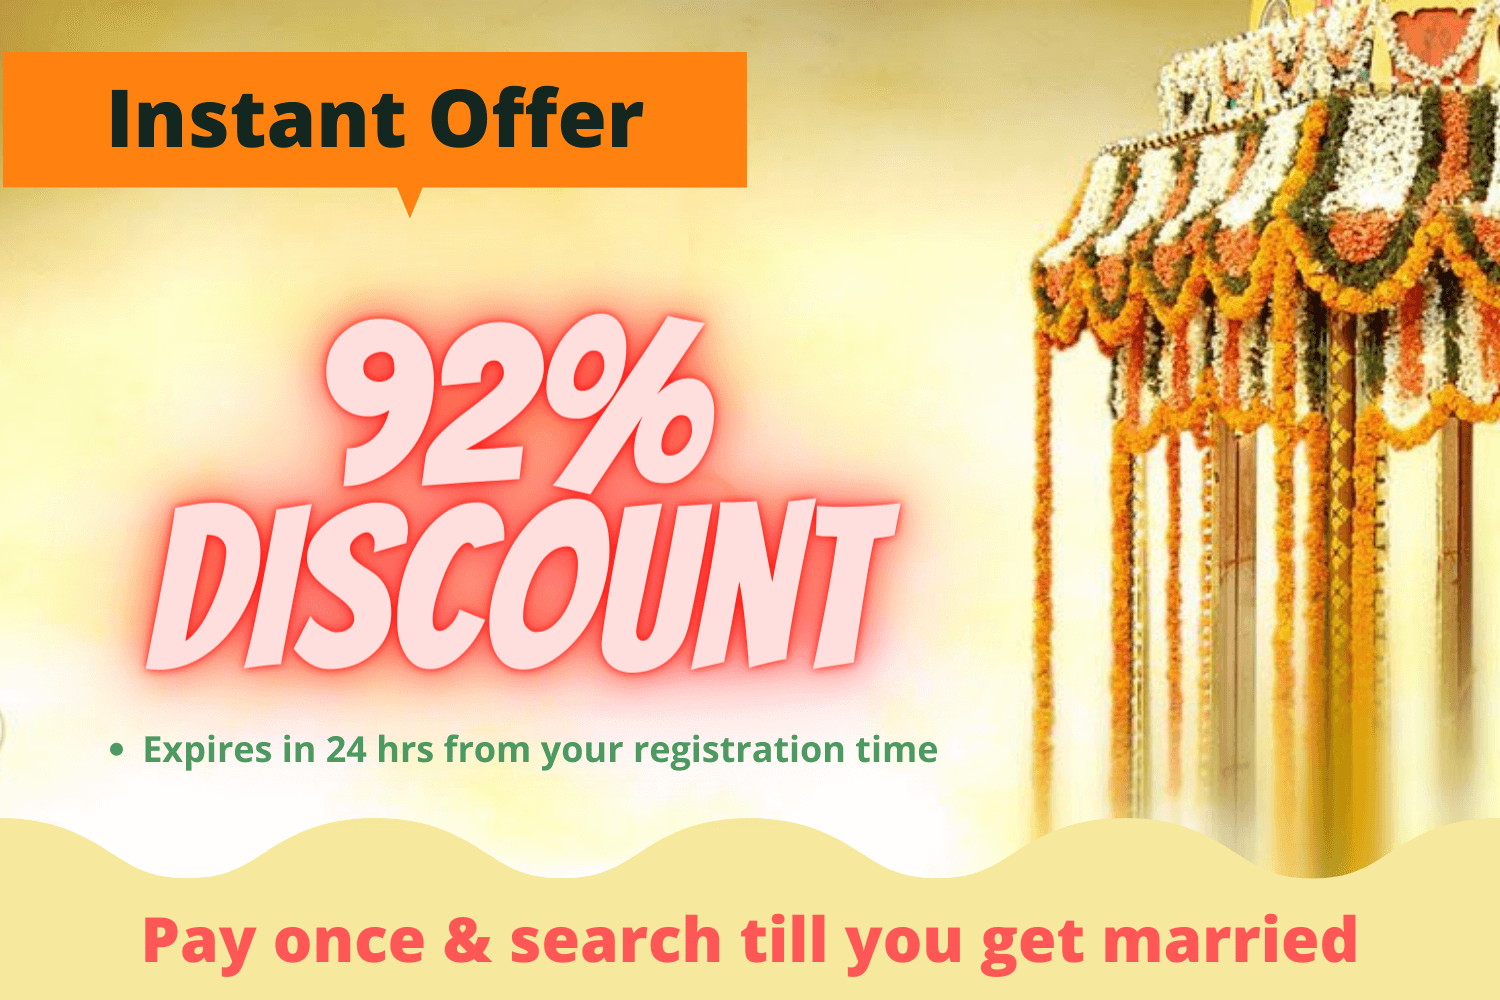 Instant Offer
92%
DISCOUNT
• Expires in 24 hrs from your registration time
Pay once & search till you get married